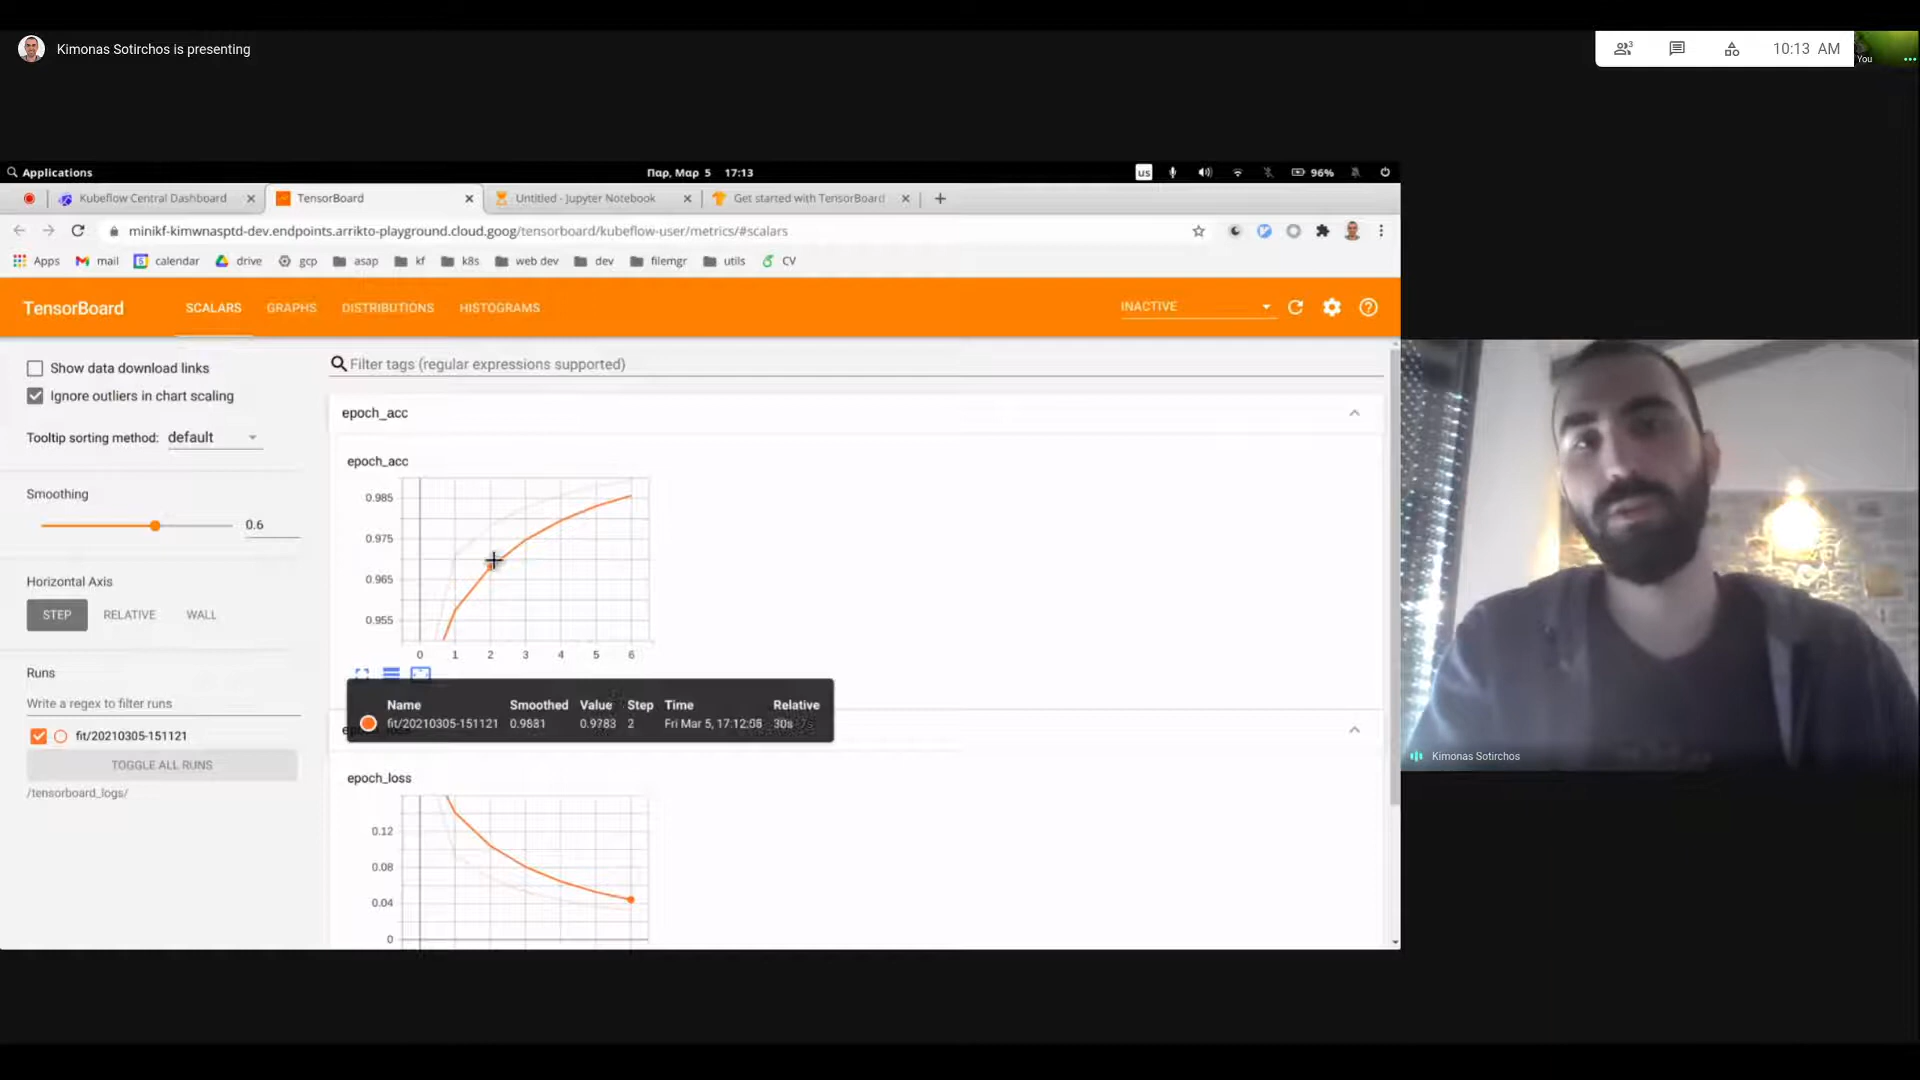 Kimonas Sotirchos is presenting
3
10:13 AM
You
Applications
Παρ, Μαρ 5 17:13
us
96%
Kubeflow Central Dashboard
TensorBoard
Untitled - Jupyter Notebook
Get started with TensorBoard
minikf-kimwnasptd-dev.endpoints.arrikto-playground.cloud.goog/tensorboard/kubeflow-user/metrics/#scalars
Apps
mail
calendar
drive
gcp
asap
kf
k8s
web dev
dev
filemgr
utils
CV
TensorBoard
SCALARS
GRAPHS
DISTRIBUTIONS
HISTOGRAMS
INACTIVE
Show data download links
Ignore outliers in chart scaling
Tooltip sorting method: default
Smoothing
0.6
Horizontal Axis
STEP
RELATIVE
WALL
Runs
Write a regex to filter runs
fit/20210305-151121
TOGGLE ALL RUNS
/tensorboard_logs/
Filter tags (regular expressions supported)
epoch_acc
epoch_acc
0.985
0.975
0.965
0.955
0 1 2 3 4 5 6
Name Smoothed Value Step Time Relative
fit/20210305-151121 0.9783 2 Fri Mar 5, 30s
epoch_loss
0.12
0.08
0.04
0
Kimonas Sotirchos